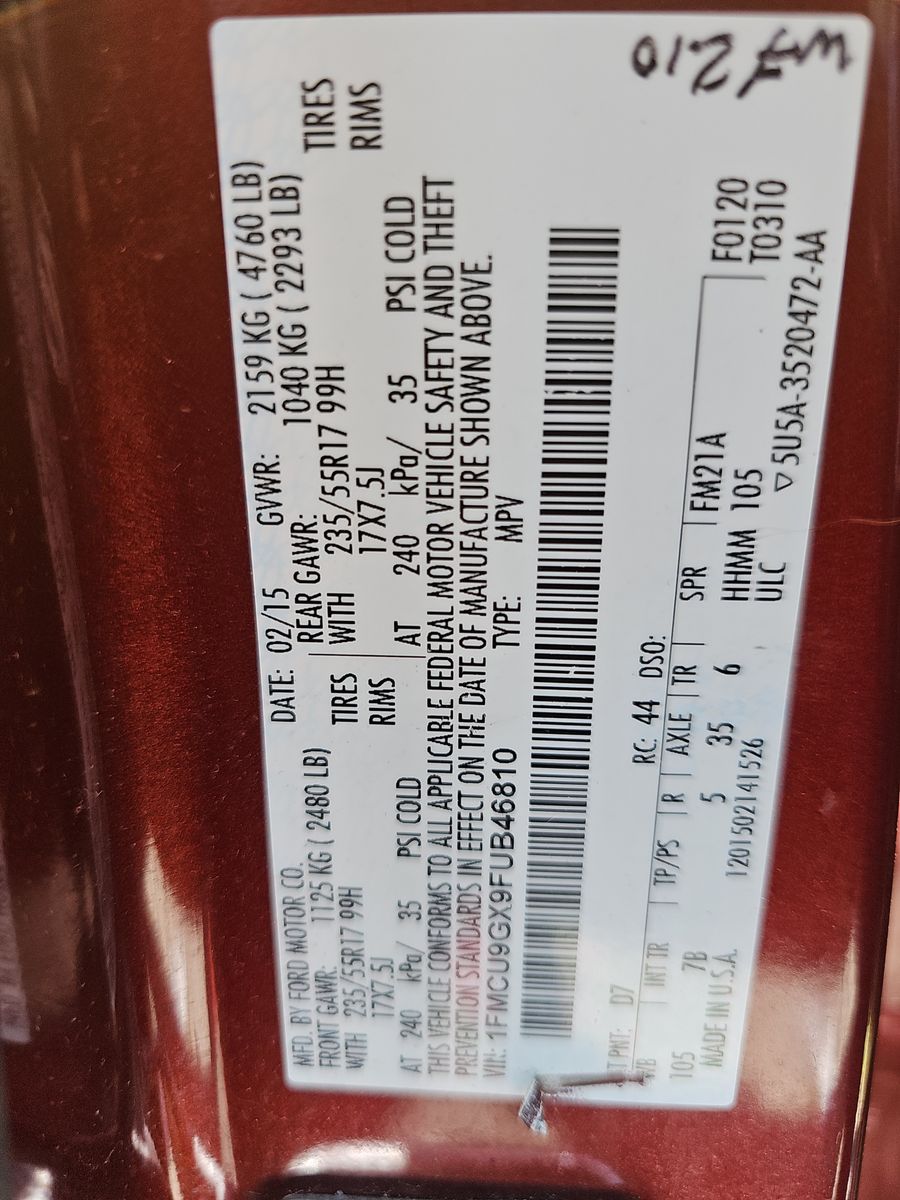 MFD. BY FORD MOTOR CO.
DATE: 02/15 GVWR: 2159 KG ( 4760 LB)
FRONT GAWR: 1125 KG ( 2480 LB)
REAR GAWR: 1040 KG ( 2293 LB)
WITH 235/55R17 99H TIRES
WITH 235/55R17 99H TIRES
17X7.5J RIMS
17X7.5J RIMS
AT 240 kPa/ 35 PSI COLD
AT 240 kPa/ 35 PSI COLD
THIS VEHICLE CONFORMS TO ALL APPLICABLE FEDERAL MOTOR VEHICLE SAFETY AND THEFT
PREVENTION STANDARDS IN EFFECT ON THE DATE OF MANUFACTURE SHOWN ABOVE.
VIN: 1FMCU9GX9FUB46810 TYPE: MPV
PNT: D7 RC: 44 DSO:
WB INT TR TP/PS R AXLE TR SPR FM21A F0120
105 7B 5 35 6 HHMM 105 T0310
MADE IN U.S.A. 1201502141526 ULC ▽5U5A-3520472-AA
210